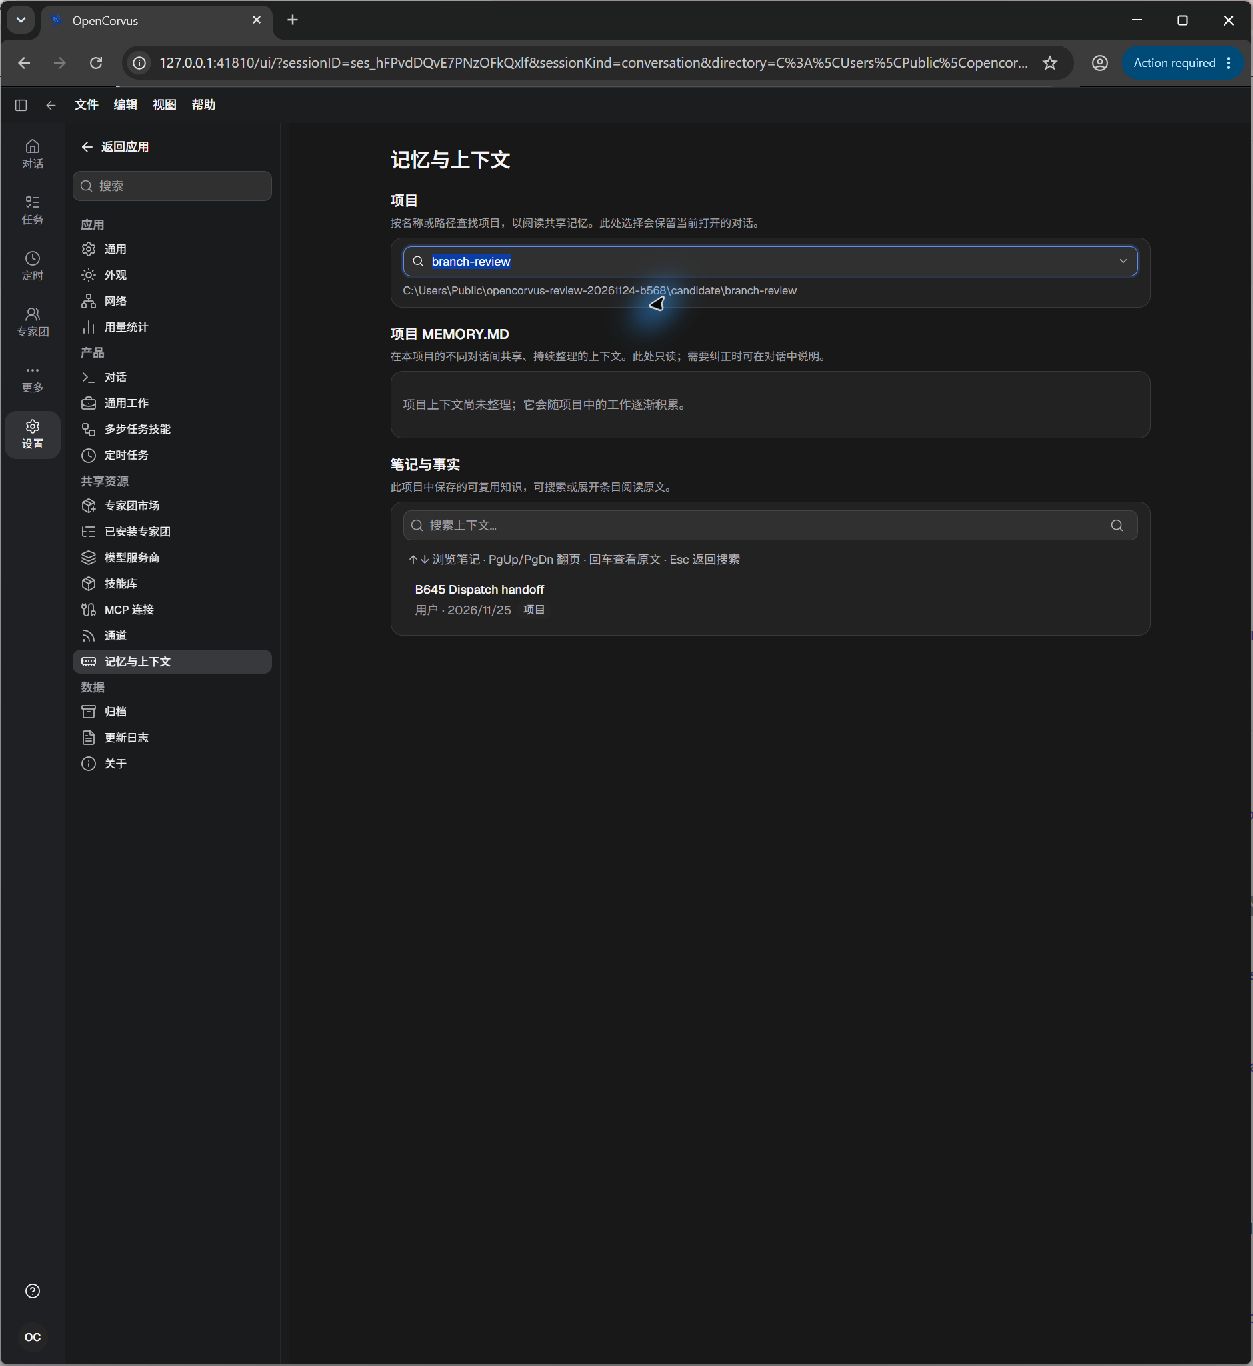 OpenCorvus
127.0.0.1:41810/ui/?sessionID=ses_hFPvdDQvE7PNzOFkQxlf&sessionKind=conversation&directory=C%3A%5CUsers%5CPublic%5Copencor...
Action required
文件 编辑 视图 帮助
对话
任务
定时
专家团
更多
设置
返回应用
搜索
应用
通用
外观
网络
用量统计
产品
对话
通用工作
多步任务技能
定时任务
共享资源
专家团市场
已安装专家团
模型服务商
技能库
MCP 连接
通道
记忆与上下文
数据
归档
更新日志
关于
OC
记忆与上下文
项目
按名称或路径查找项目，以阅读共享记忆。此处选择会保留当前打开的对话。
branch-review
C:\Users\Public\opencorvus-review-20261124-b568\candidate\branch-review
项目 MEMORY.MD
在本项目的不同对话间共享、持续整理的上下文。此处只读；需要纠正时可在对话中说明。
项目上下文尚未整理；它会随项目中的工作逐渐积累。
笔记与事实
此项目中保存的可复用知识，可搜索或展开条目阅读原文。
搜索上下文...
↑↓浏览笔记 · PgUp/PgDn 翻页 · 回车查看原文 · Esc 返回搜索
B645 Dispatch handoff
用户 · 2026/11/25 项目